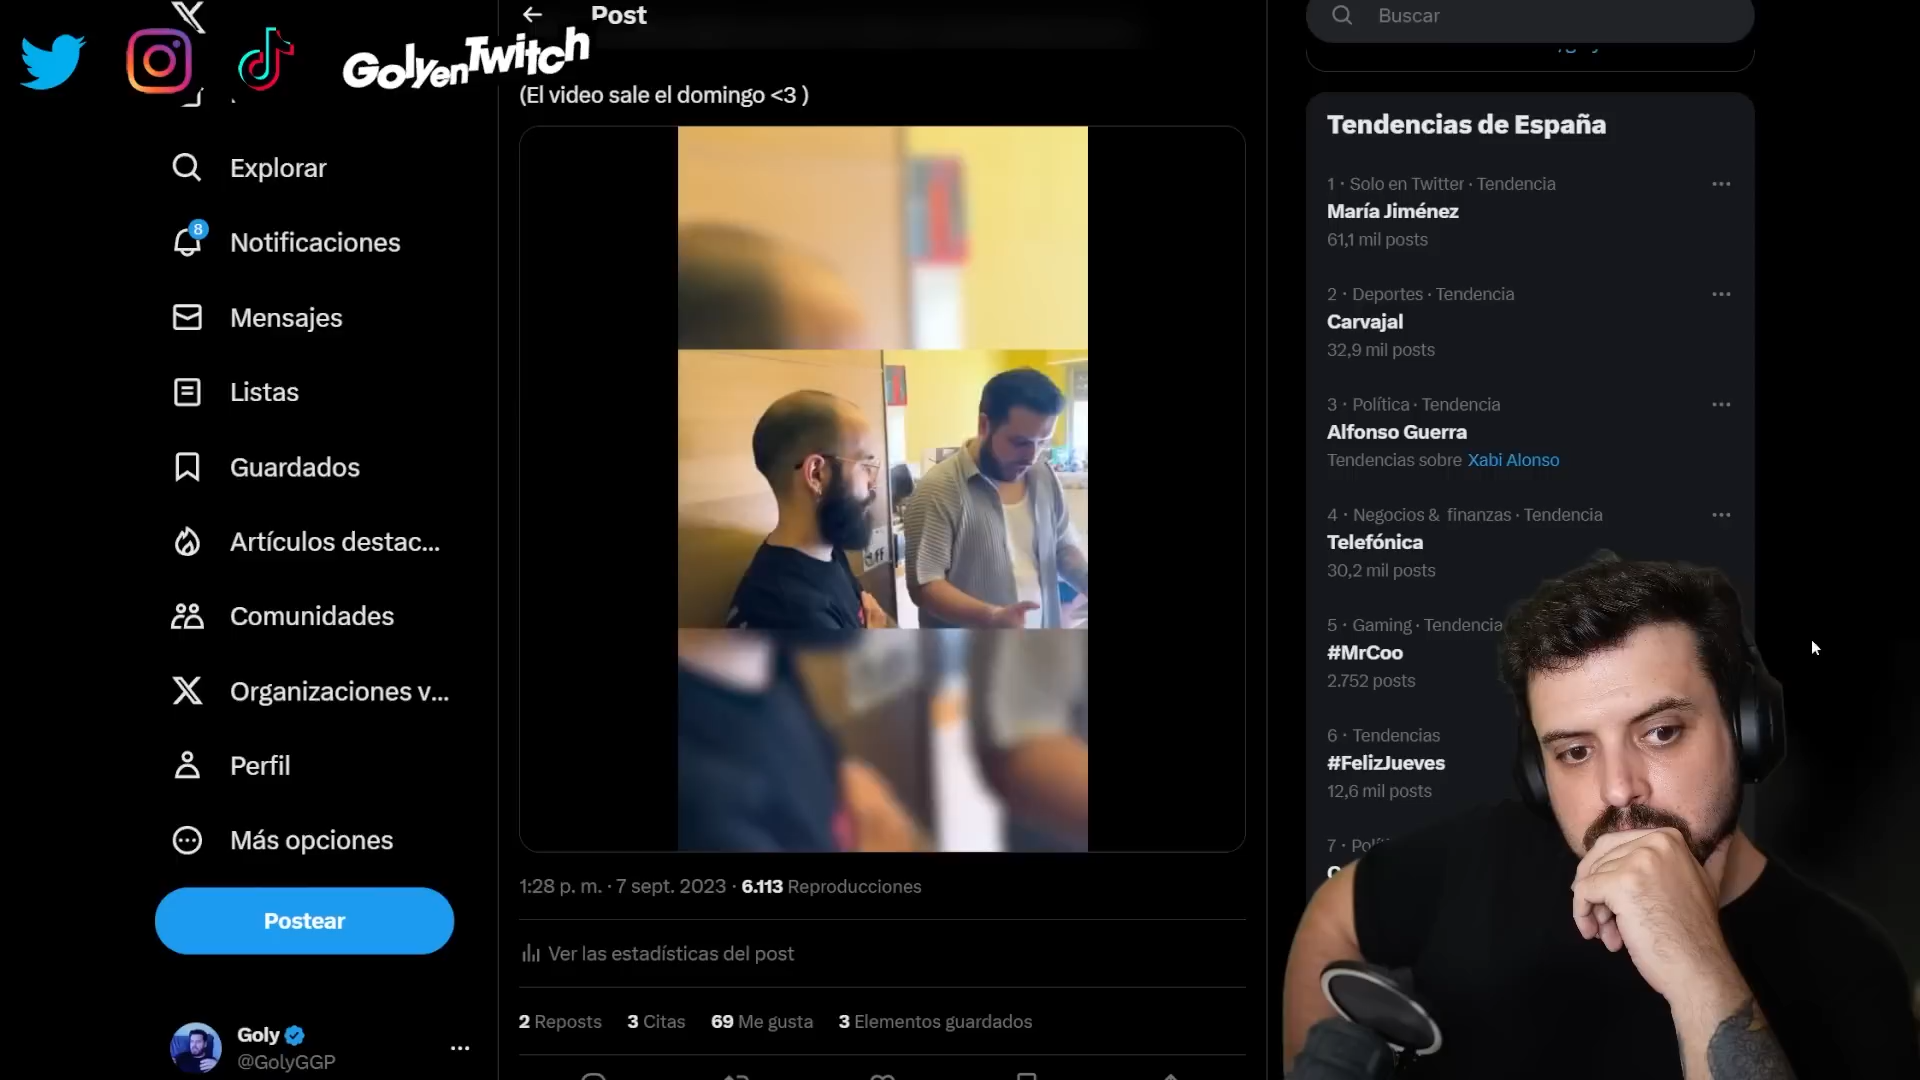 GolyenTwitch
Post
Buscar
(El video sale el domingo <3 )
Explorar
8
Notificaciones
Mensajes
Listas
Guardados
Artículos destac...
Comunidades
Organizaciones v...
Perfil
Más opciones
Postear
Goly
@GolyGGP
1:28 p. m. · 7 sept. 2023 · 6.113 Reproducciones
Ver las estadísticas del post
2 Reposts 3 Citas 69 Me gusta 3 Elementos guardados
Tendencias de España
1 · Solo en Twitter · Tendencia
María Jiménez
61,1 mil posts
2 · Deportes · Tendencia
Carvajal
32,9 mil posts
3 · Política · Tendencia
Alfonso Guerra
Tendencias sobre Xabi Alonso
4 · Negocios & finanzas · Tendencia
Telefónica
30,2 mil posts
5 · Gaming · Tendencia
#MrCoo
2.752 posts
6 · Tendencias
#FelizJueves
12,6 mil posts
7 ·